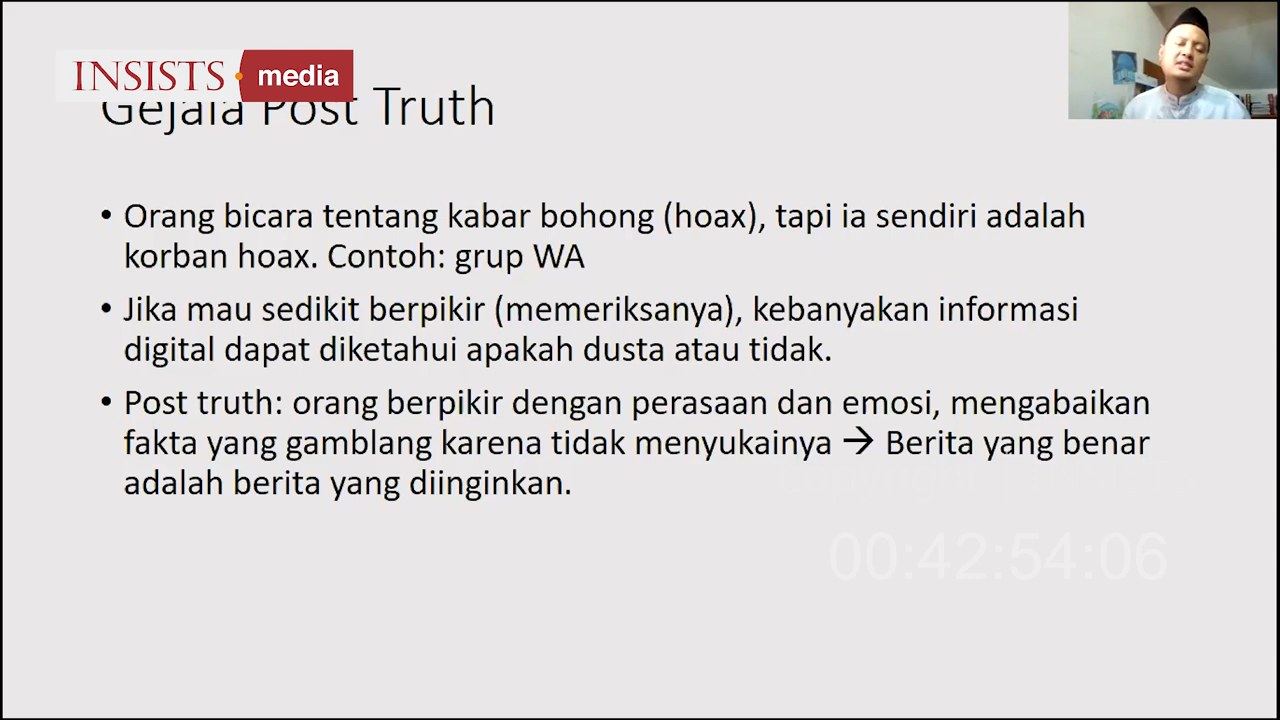 INSISTS media
Gejala Post Truth
• Orang bicara tentang kabar bohong (hoax), tapi ia sendiri adalah
korban hoax. Contoh: grup WA
• Jika mau sedikit berpikir (memeriksanya), kebanyakan informasi
digital dapat diketahui apakah dusta atau tidak.
• Post truth: orang berpikir dengan perasaan dan emosi, mengabaikan
fakta yang gamblang karena tidak menyukainya → Berita yang benar
adalah berita yang diinginkan.
00:42:54:06